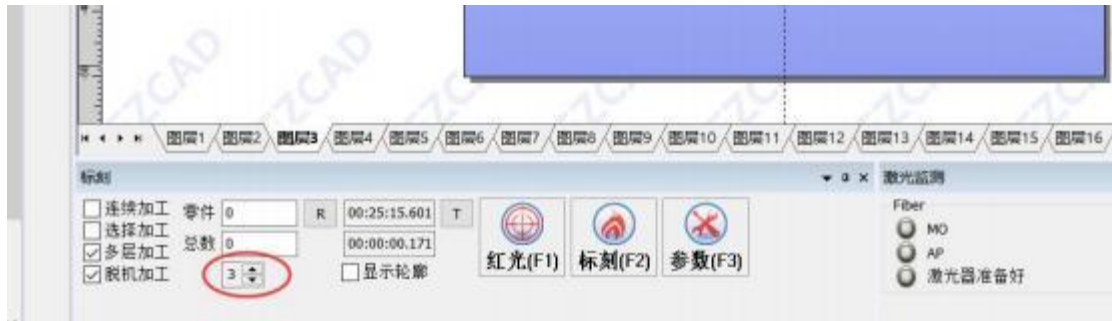 图层1 图层2 图层3 图层4 图层5 图层6 图层7 图层8 图层9 图层10 图层11 图层12 图层13 图层14 图层15 图层16
标刻
连续加工 零件 0 R 00:25:15.601 T
选择加工
多层加工 总数 0 00:00:00.171
脱机加工 3 显示轮廓
红光(F1) 标刻(F2) 参数(F3)
激光监测
Fiber
MO
AP
激光器准备好